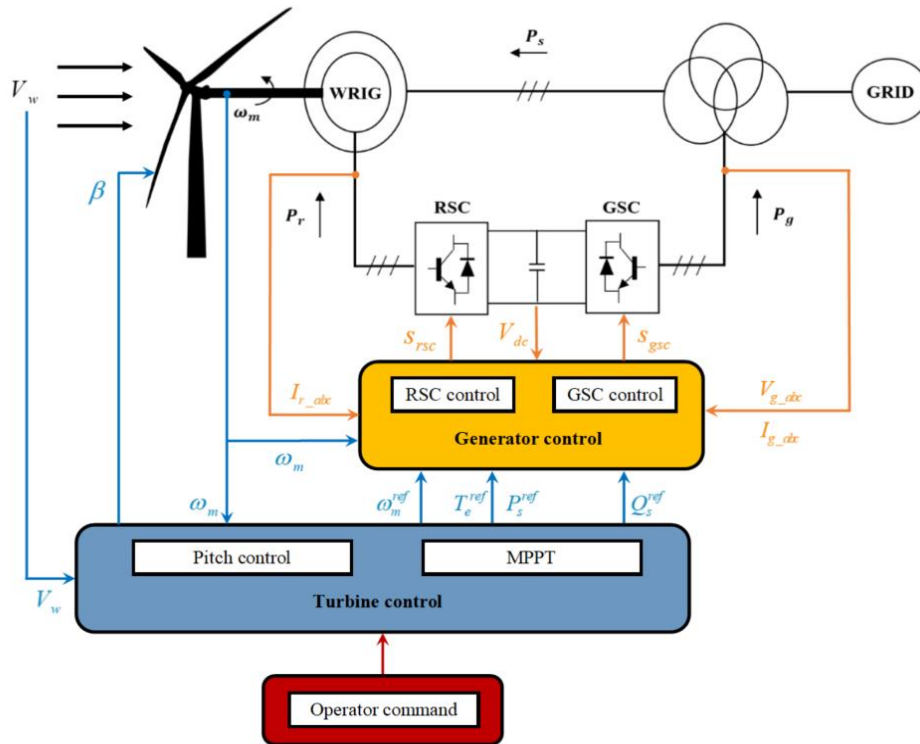 P_s
V_w
WRIG
GRID
ω_m
β
RSC
GSC
P_r
P_g
S_rsc
V_dc
S_gsc
I_r_abc
RSC control
GSC control
V_g_abc
Generator control
I_g_abc
ω_m
ω_m
ω_m^ref
T_e^ref
P_s^ref
Q_s^ref
Pitch control
MPPT
V_w
Turbine control
Operator command